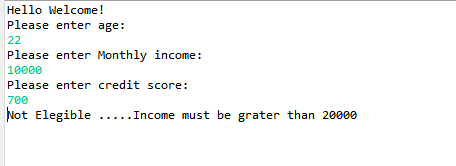 Hello Welcome!
Please enter age:
22
Please enter Monthly income:
10000
Please enter credit score:
700
Not Elegible .....Income must be grater than 20000